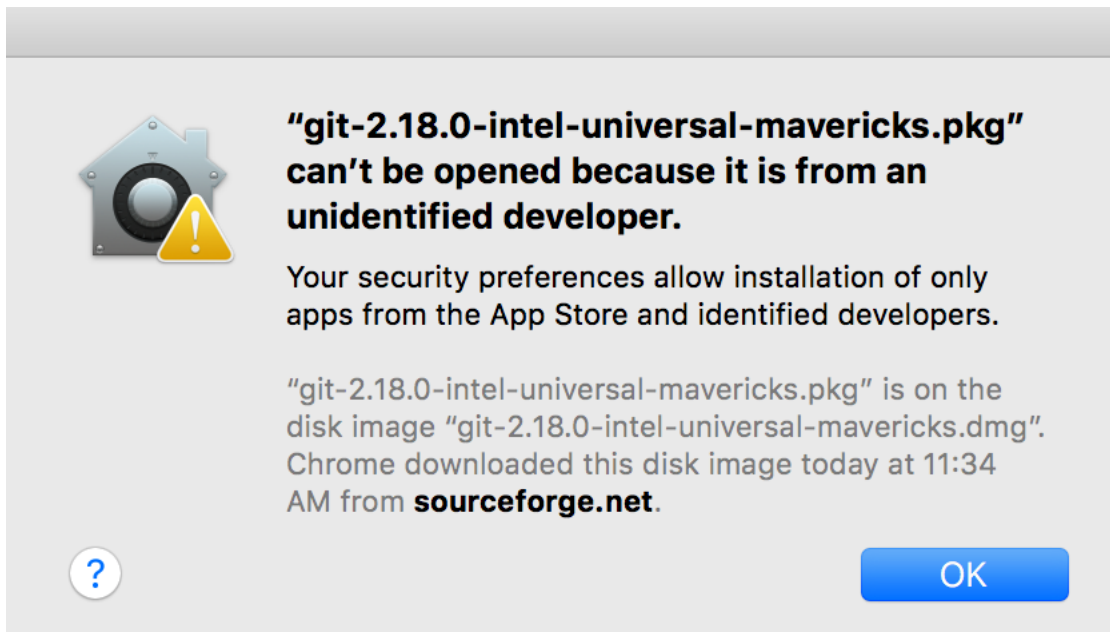 “git-2.18.0-intel-universal-mavericks.pkg”
can’t be opened because it is from an
unidentified developer.
Your security preferences allow installation of only
apps from the App Store and identified developers.
“git-2.18.0-intel-universal-mavericks.pkg” is on the
disk image “git-2.18.0-intel-universal-mavericks.dmg”.
Chrome downloaded this disk image today at 11:34
AM from sourceforge.net.
?
OK